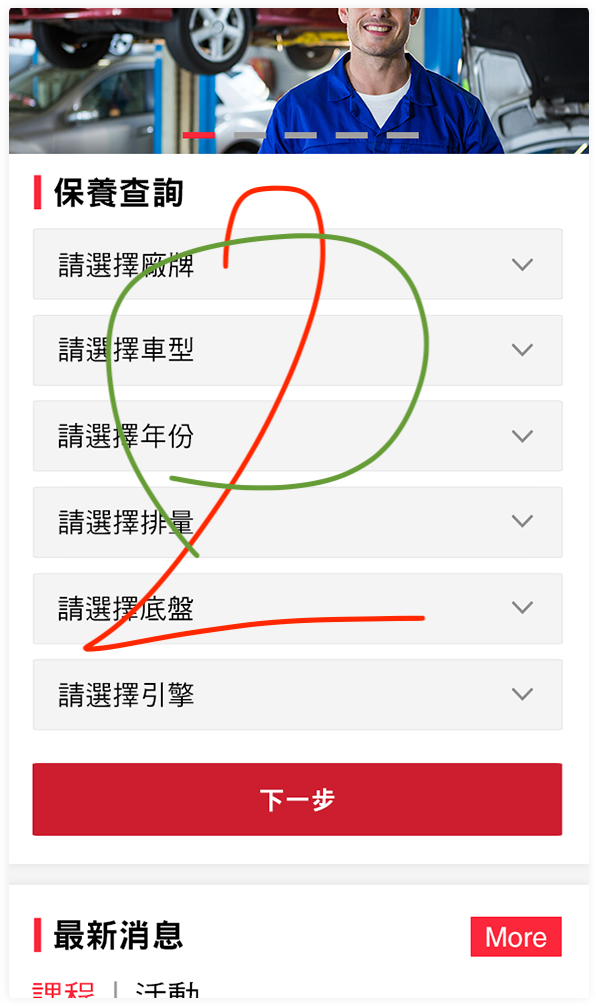 保養查詢
請選擇廠牌
請選擇車型
請選擇年份
請選擇排量
請選擇底盤
請選擇引擎
下一步
最新消息 More
課程 | 活動